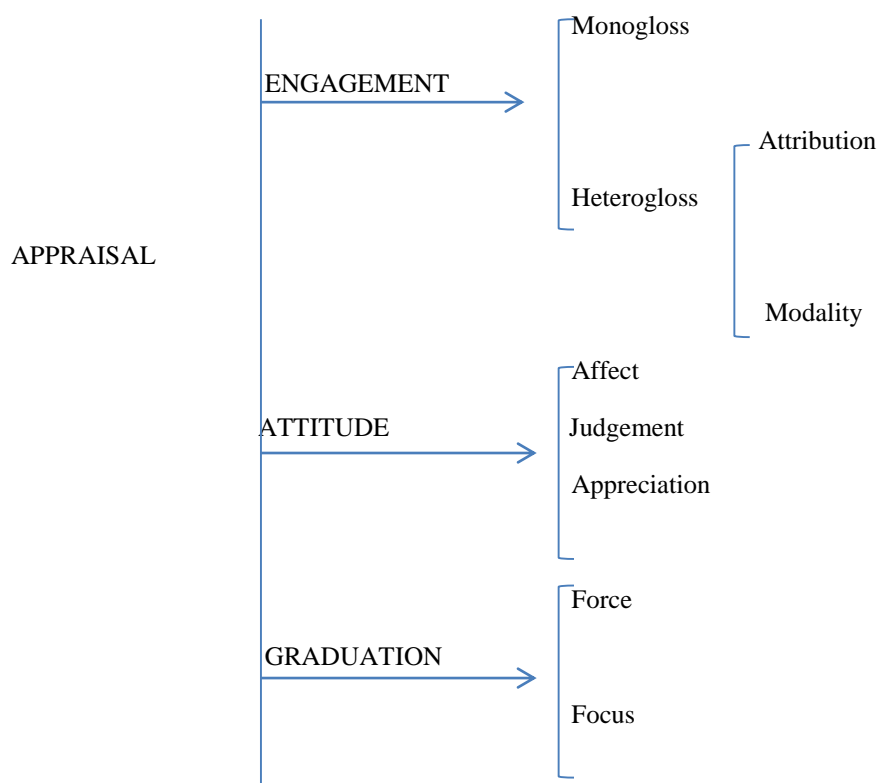 Monogloss
ENGAGEMENT
Attribution
Heterogloss
APPRAISAL
Modality
Affect
ATTITUDE
Judgement
Appreciation
Force
GRADUATION
Focus